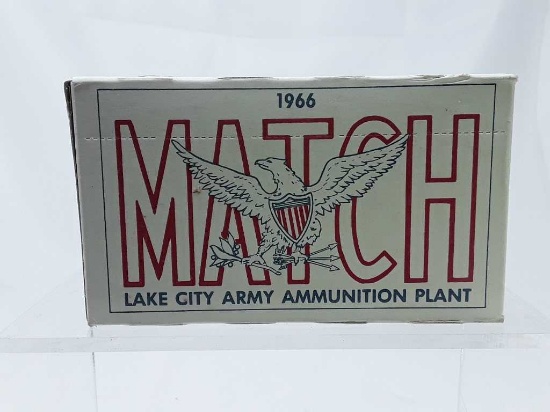 1966
MATCH
LAKE CITY ARMY AMMUNITION PLANT